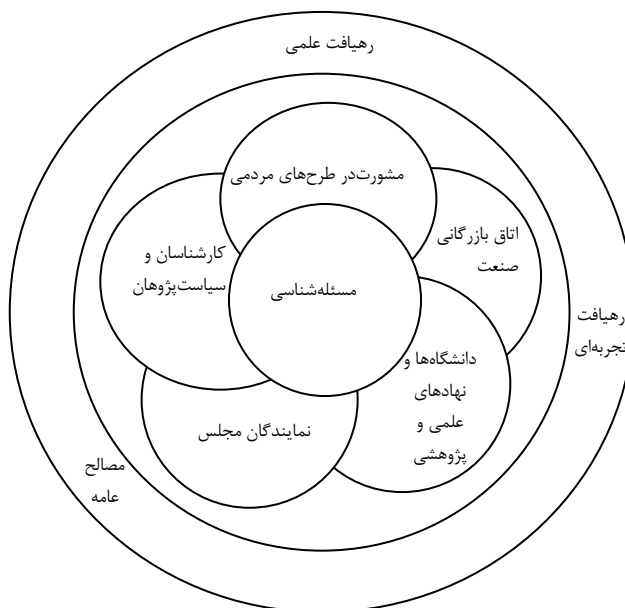 رهیافت علمی
مشورت‌در طرح‌های مردمی
اتاق بازرگانی
صنعت
کارشناسان و
سیاست‌پژوهان
مسئله‌شناسی
رهیافت
تجربه‌ای
دانشگاه‌ها و
نهادهای
علمی و
پژوهشی
نمایندگان مجلس
مصالح
عامه